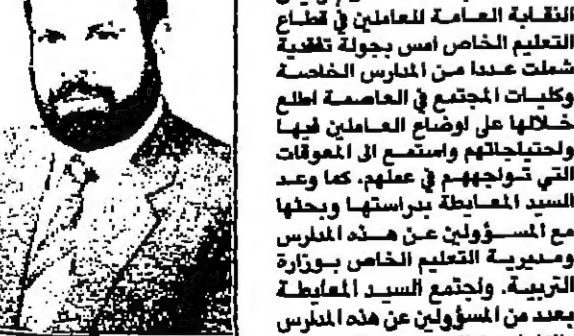 النقابة العامة للعاملين في قطاع
التعليم الخاص امس بجولة تفقدية
شملت عددا من المدارس الخاصة
وكليات المجتمع في العاصمة اطلع
خلالها على اوضاع العاملين فيها
واحتياجاتهم واستمع الى المعوقات
التي تواجههم في عملهم، كما وعد
السيد المعايطة بدراستها وبحثها
مع المسؤولين عن هذه المدارس
ومديرية التعليم الخاص بوزارة
التربية. واجتمع السيد المعايطة
بعدد من المسؤولين عن هذه المدارس